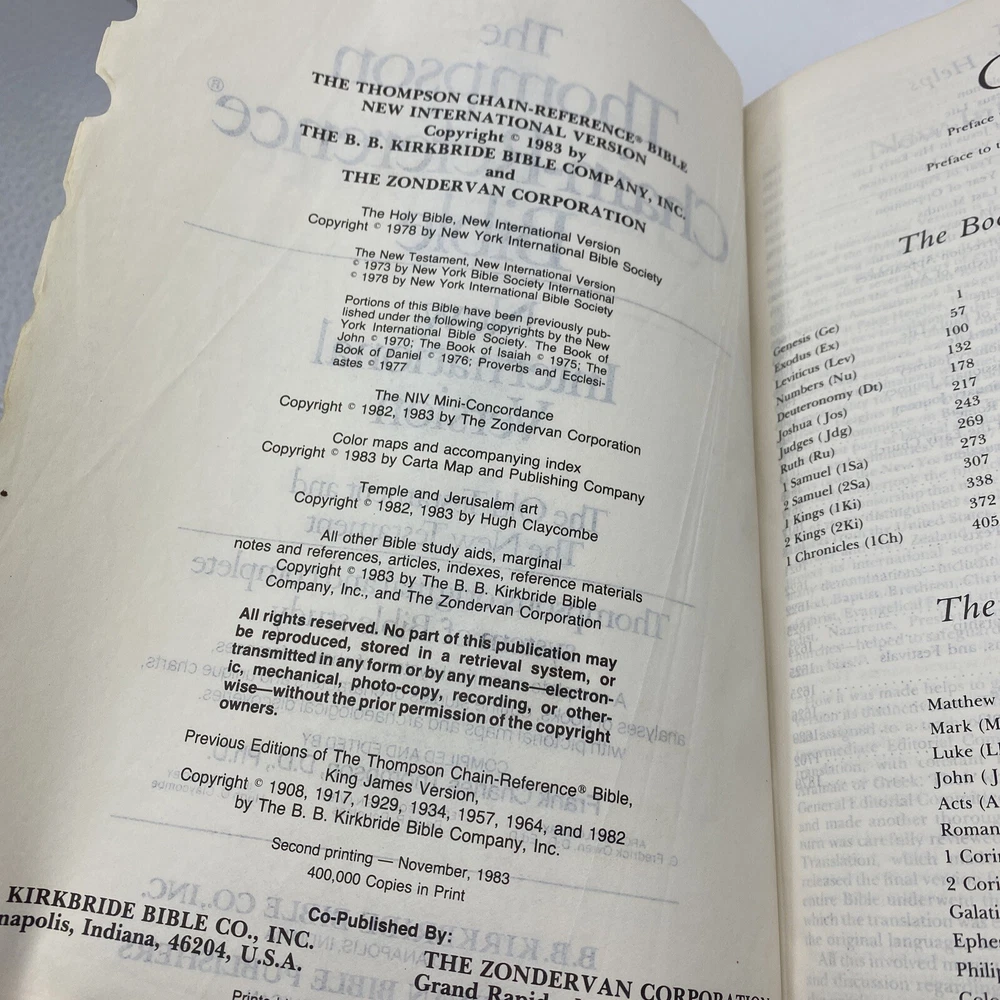 THE THOMPSON CHAIN-REFERENCE® BIBLE
NEW INTERNATIONAL VERSION
Copyright © 1983 by
THE B. B. KIRKBRIDE BIBLE COMPANY, INC.
and
THE ZONDERVAN CORPORATION
The Holy Bible, New International Version
Copyright © 1978 by New York International Bible Society
The New Testament, New International Version
© 1973 by New York Bible Society International
© 1978 by New York International Bible Society
Portions of this Bible have been previously pub-
lished under the following copyrights by the New
York International Bible Society. The Book of
John © 1970; The Book of Isaiah © 1975; The
Book of Daniel © 1976; Proverbs and Ecclesi-
astes © 1977
The NIV Mini-Concordance
Copyright © 1982, 1983 by The Zondervan Corporation
Color maps and accompanying index
Copyright © 1983 by Carta Map and Publishing Company
Temple and Jerusalem art
Copyright © 1982, 1983 by Hugh Claycombe
All other Bible study aids, marginal
notes and references, articles, indexes, reference materials
Copyright © 1983 by The B. B. Kirkbride Bible
Company, Inc., and The Zondervan Corporation
All rights reserved. No part of this publication may
be reproduced, stored in a retrieval system, or
transmitted in any form or by any means—electron-
ic, mechanical, photo-copy, recording, or other-
wise—without the prior permission of the copyright
owners.
Previous Editions of The Thompson Chain-Reference® Bible,
King James Version,
Copyright © 1908, 1917, 1929, 1934, 1957, 1964, and 1982
by The B. B. Kirkbride Bible Company, Inc.
Second printing — November, 1983
400,000 Copies in Print
Co-Published By:
KIRKBRIDE BIBLE CO., INC.
napolis, Indiana, 46204, U.S.A.
THE ZONDERVAN CORPORATION
Grand Rapids
Preface
Preface to
The Boo
Genesis (Ge) 1
Exodus (Ex) 57
Leviticus (Lev) 100
Numbers (Nu) 132
Deuteronomy (Dt) 178
Joshua (Jos) 217
Judges (Jdg) 243
Ruth (Ru) 269
1 Samuel (1Sa) 273
2 Samuel (2Sa) 307
1 Kings (1Ki) 338
2 Kings (2Ki) 372
1 Chronicles (1Ch) 405
The
Matthew
Mark (M
Luke (L
John (J
Acts (A
Roman
1 Corin
2 Cori
Galati
Ephe
Philip